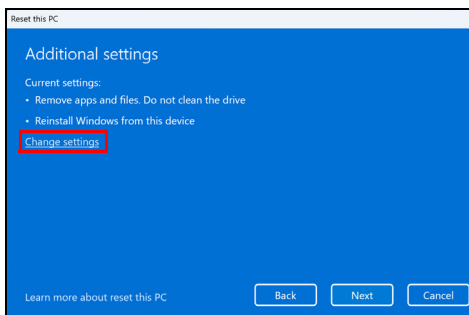 Reset this PC
Additional settings
Current settings:
• Remove apps and files. Do not clean the drive
• Reinstall Windows from this device
Change settings
Learn more about reset this PC
Back
Next
Cancel